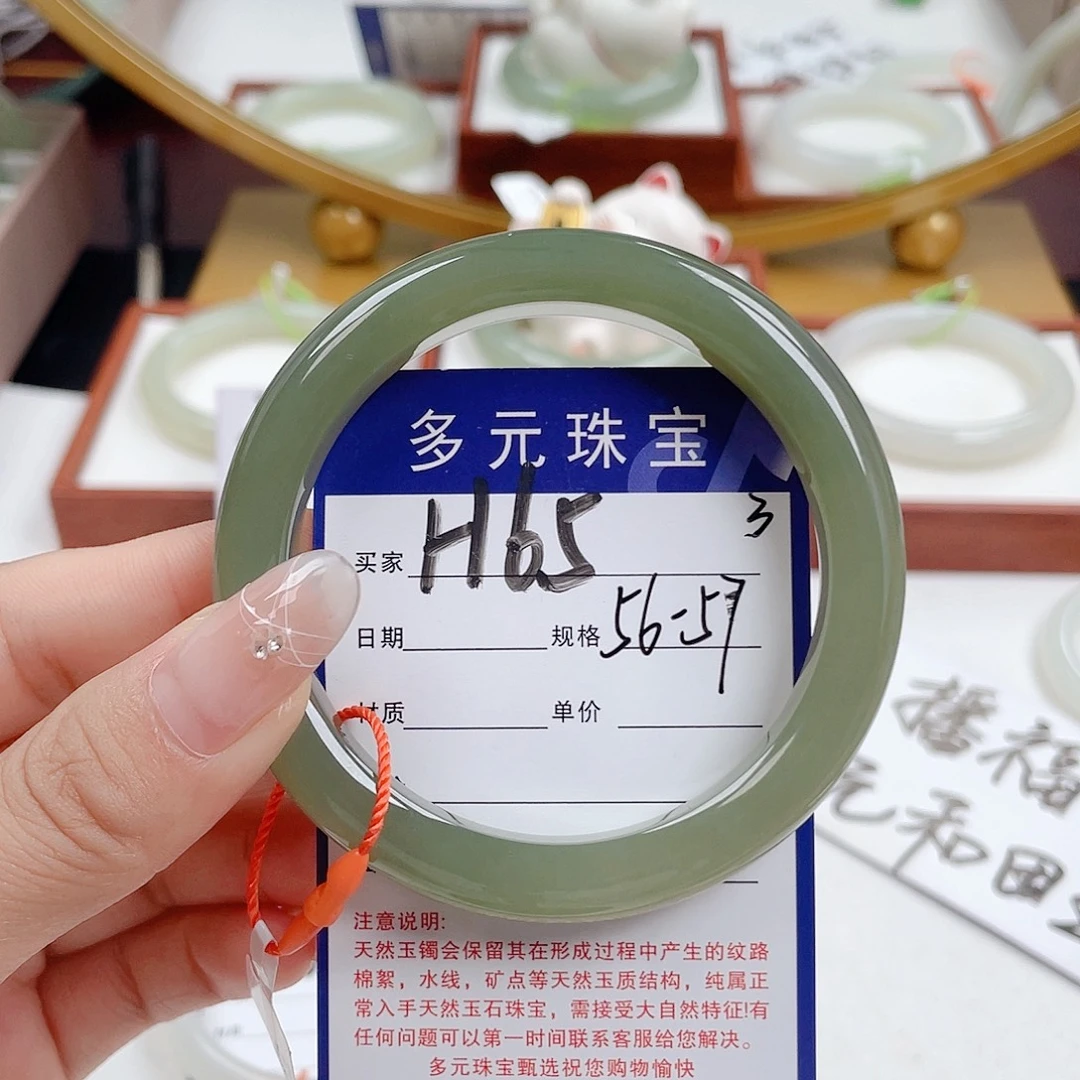 多元珠宝
3
买家 H65
日期 规格 56-57
材质 单价
注意说明:
天然玉镯会保留其在形成过程中产生的纹路
棉絮，水线，矿点等天然玉质结构，纯属正
常入手天然玉石珠宝，需接受大自然特征!有
任何问题可以第一时间联系客服给您解决。
多元珠宝甄选祝您购物愉快
播福
元和田